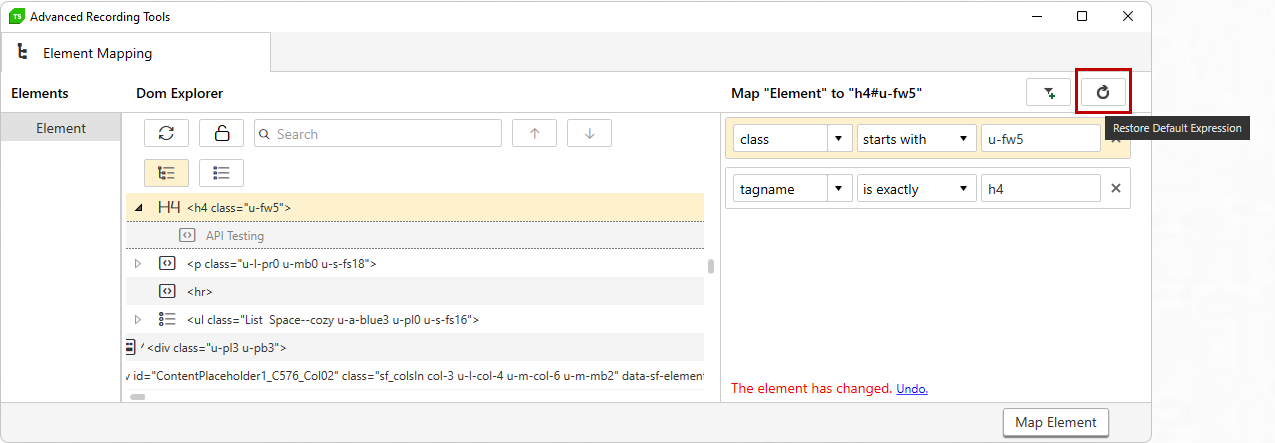 TS Advanced Recording Tools
Element Mapping
Elements
Element
Dom Explorer
Search
<h4 class="u-fw5">
API Testing
<p class="u-l-pr0 u-mb0 u-s-fs18">
<hr>
<ul class="List Space--cozy u-a-blue3 u-pl0 u-s-fs16">
<div class="u-pl3 u-pb3">
id="ContentPlaceholder1_C576_Col02" class="sf_colsIn col-3 u-l-col-4 u-m-col-6 u-m-mb2" data-sf-element
Map "Element" to "h4#u-fw5"
Restore Default Expression
class starts with u-fw5
tagname is exactly h4
The element has changed. Undo.
Map Element